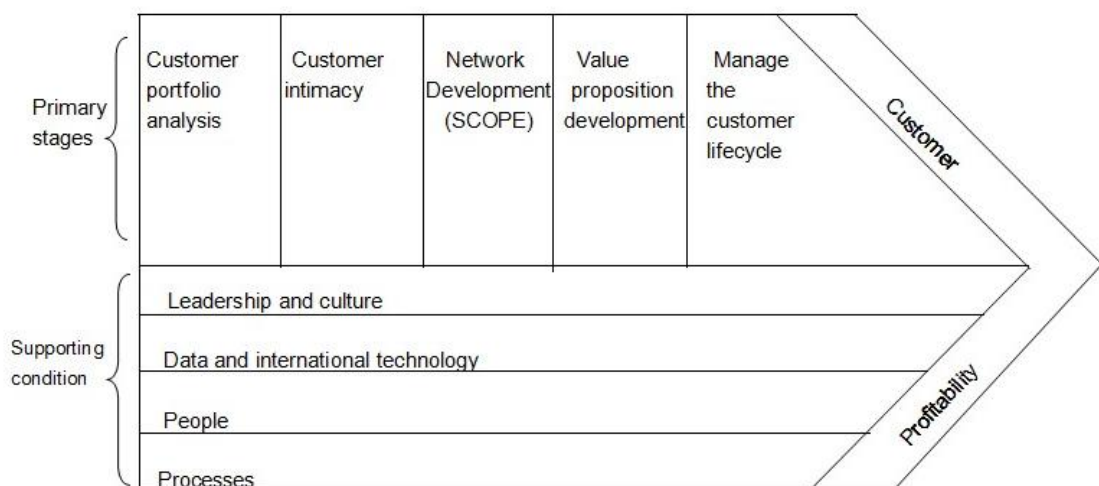 Primary
stages
Customer
portfolio
analysis
Customer
intimacy
Network
Development
(SCOPE)
Value
proposition
development
Manage
the
customer
lifecycle
Customer
Supporting
condition
Leadership and culture
Data and international technology
People
Processes
Profitability